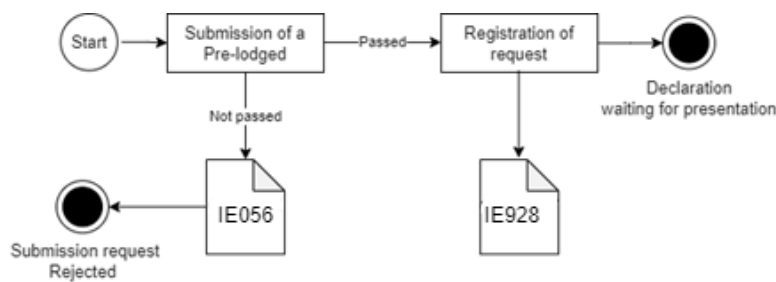 Start
Submission of a
Pre-lodged
Passed
Registration of
request
Declaration
waiting for presentation
Not passed
IE056
IE928
Submission request
Rejected